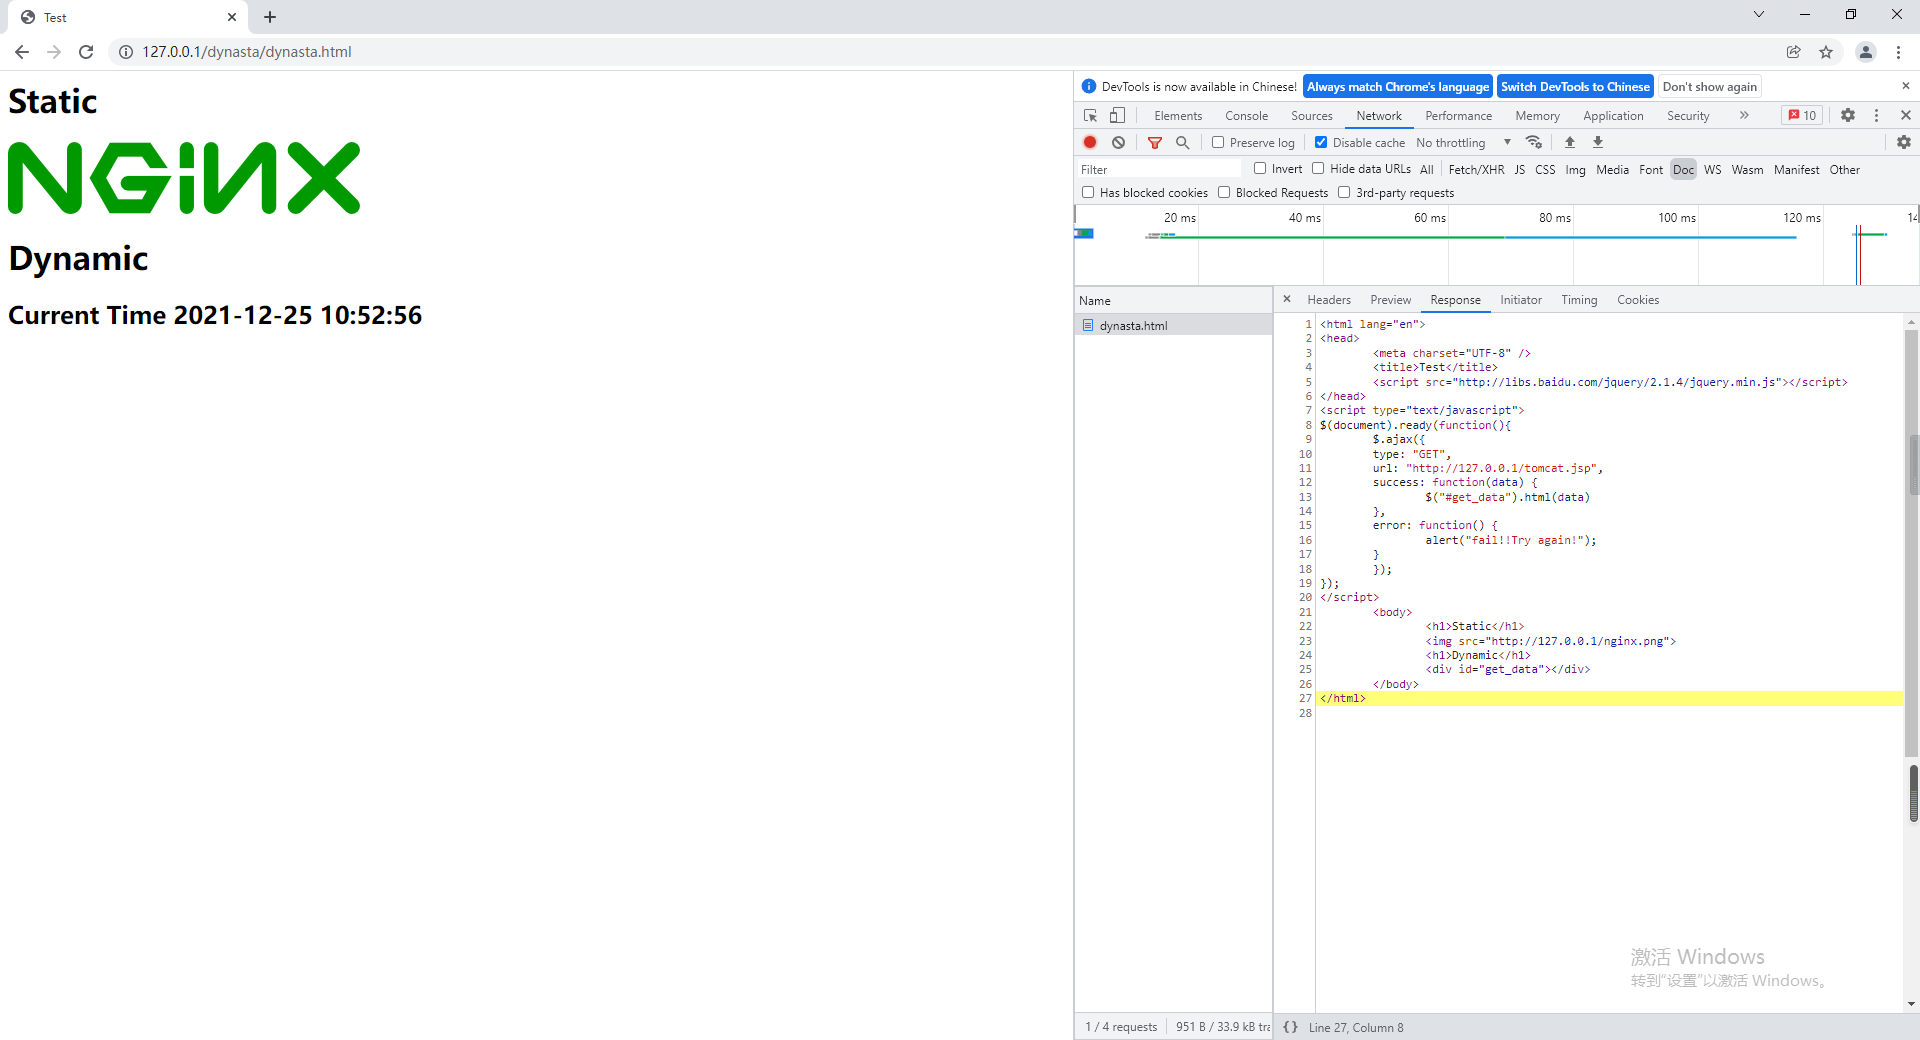 Test
127.0.0.1/dynasta/dynasta.html
Static
NGiNX
Dynamic
Current Time 2021-12-25 10:52:56
DevTools is now available in Chinese! Always match Chrome's language Switch DevTools to Chinese Don't show again
Elements Console Sources Network Performance Memory Application Security » 10
Preserve log Disable cache No throttling
Filter Invert Hide data URLs All Fetch/XHR JS CSS Img Media Font Doc WS Wasm Manifest Other
Has blocked cookies Blocked Requests 3rd-party requests
20 ms 40 ms 60 ms 80 ms 100 ms 120 ms 14
Name
dynasta.html
Headers Preview Response Initiator Timing Cookies
1 <html lang="en">
2 <head>
3 <meta charset="UTF-8" />
4 <title>Test</title>
5 <script src="http://libs.baidu.com/jquery/2.1.4/jquery.min.js"></script>
6 </head>
7 <script type="text/javascript">
8 $(document).ready(function(){
9 $.ajax({
10 type: "GET",
11 url: "http://127.0.0.1/tomcat.jsp",
12 success: function(data) {
13 $("#get_data").html(data)
14 },
15 error: function() {
16 alert("fail!!Try again!");
17 }
18 });
19 });
20 </script>
21 <body>
22 <h1>Static</h1>
23 <img src="http://127.0.0.1/nginx.png">
24 <h1>Dynamic</h1>
25 <div id="get_data"></div>
26 </body>
27 </html>
28
激活 Windows
转到“设置”以激活 Windows。
1 / 4 requests 951 B / 33.9 kB tra
{} Line 27, Column 8